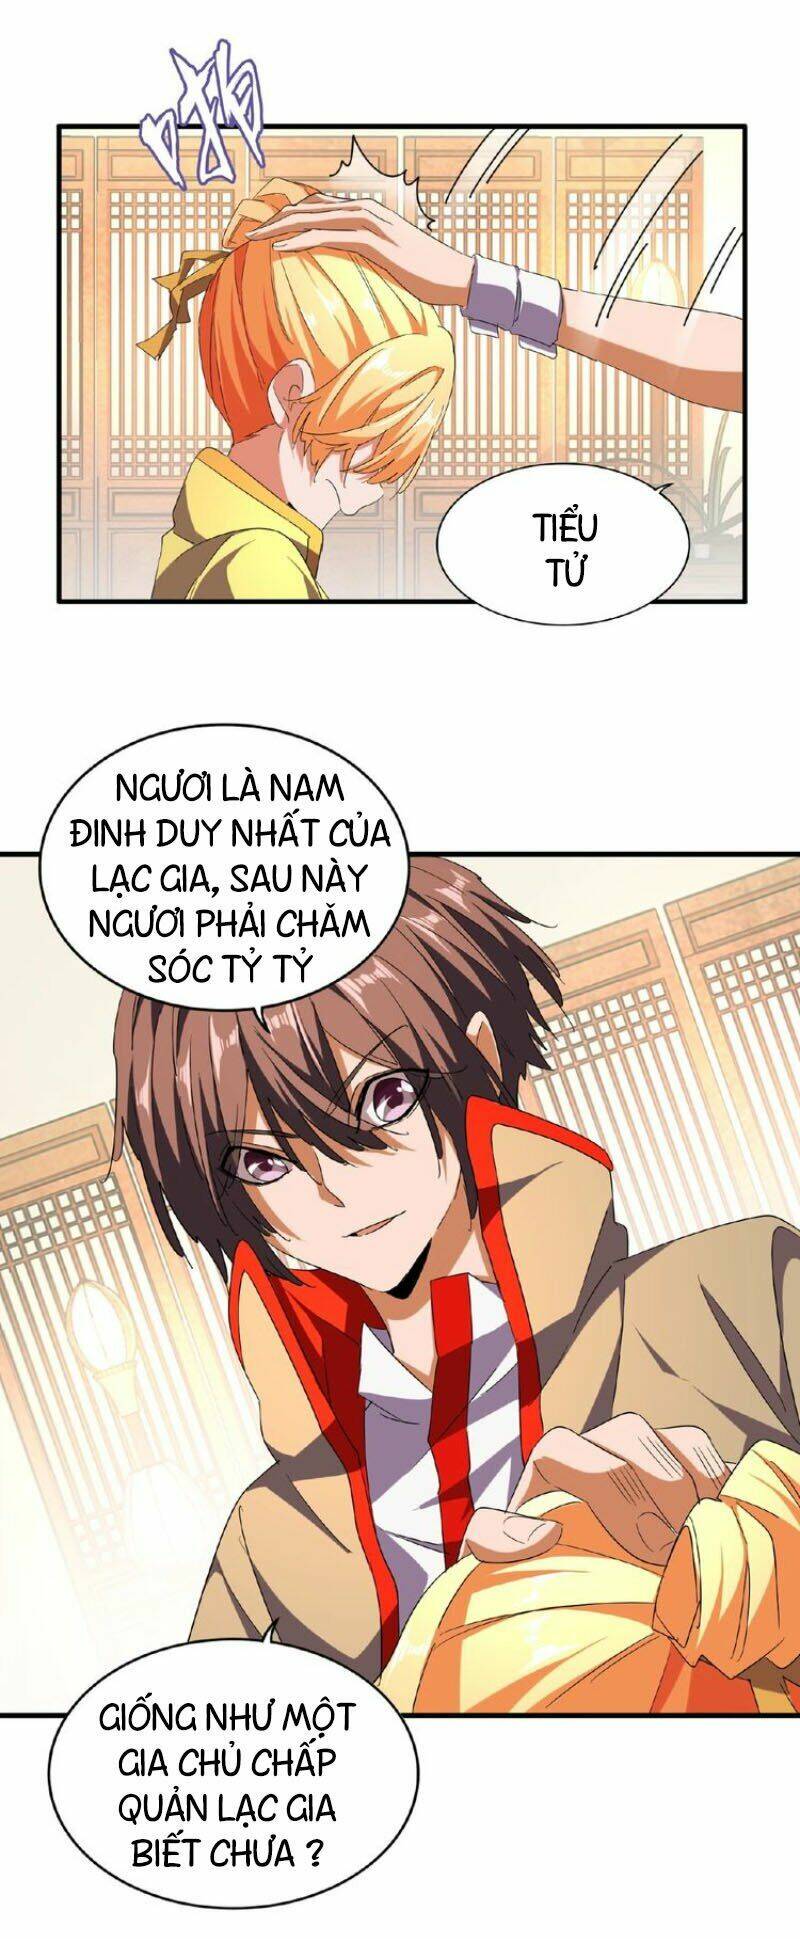 TIỂU
TỬ
NGƯƠI LÀ NAM
ĐINH DUY NHẤT CỦA
LẠC GIA, SAU NÀY
NGƯƠI PHẢI CHĂM
SÓC TỶ TỶ
GIỐNG NHƯ MỘT
GIA CHỦ CHẤP
QUẢN LẠC GIA
BIẾT CHƯA ?